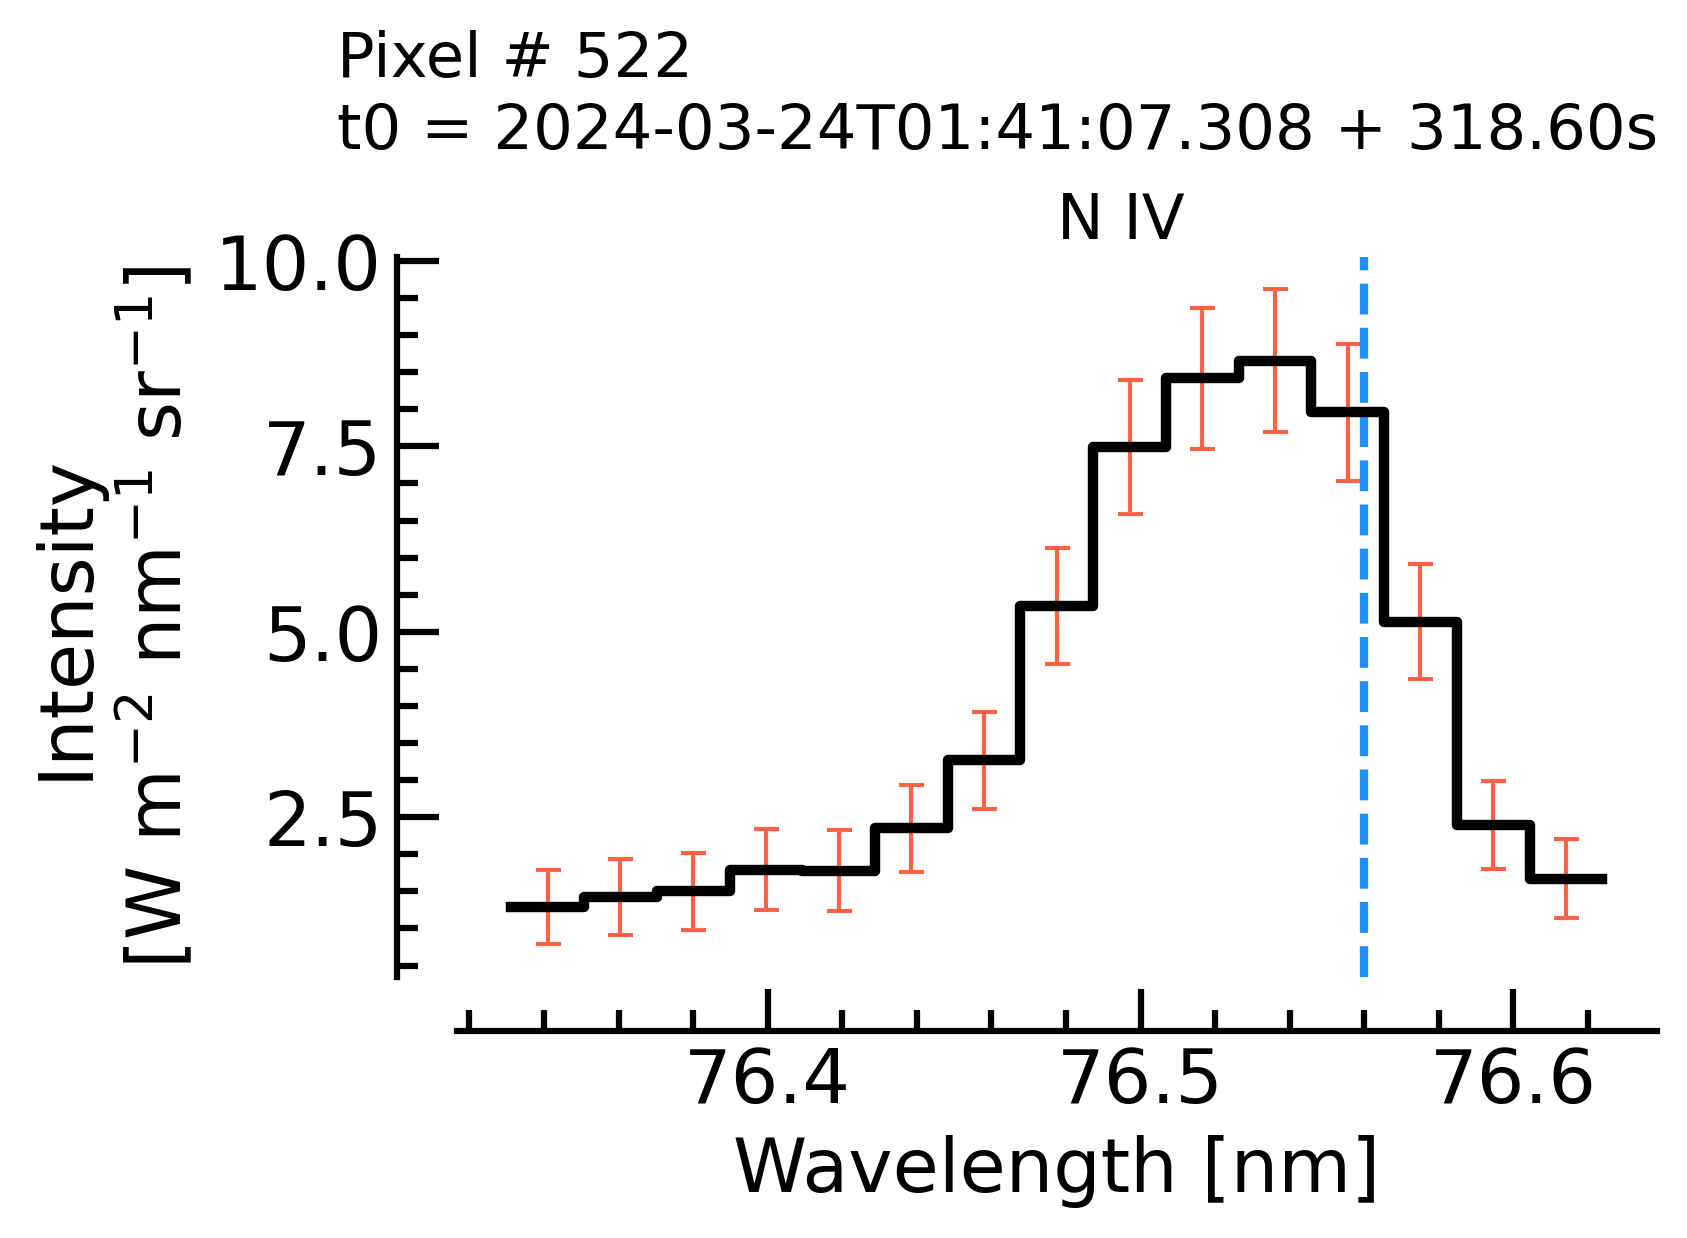 Pixel # 522
t0 = 2024-03-24T01:41:07.308 + 318.60s
N IV
Intensity
[W m⁻² nm⁻¹ sr⁻¹]
10.0
7.5
5.0
2.5
76.4 76.5 76.6
Wavelength [nm]